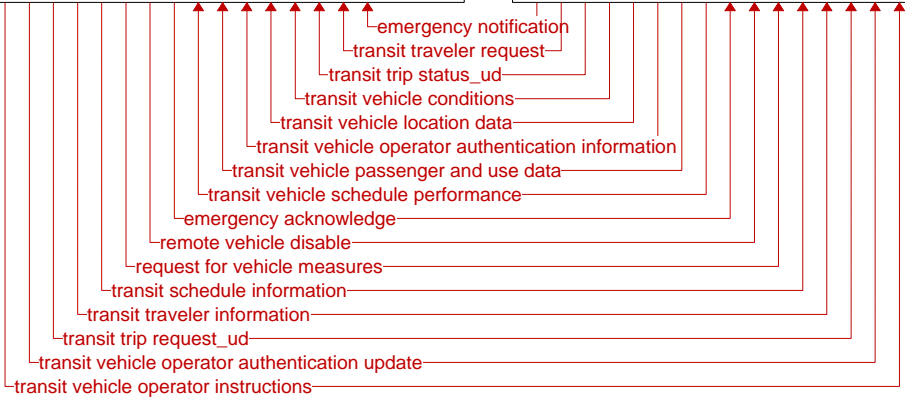 emergency notification
transit traveler request
transit trip status_ud
transit vehicle conditions
transit vehicle location data
transit vehicle operator authentication information
transit vehicle passenger and use data
transit vehicle schedule performance
emergency acknowledge
remote vehicle disable
request for vehicle measures
transit schedule information
transit traveler information
transit trip request_ud
transit vehicle operator authentication update
transit vehicle operator instructions